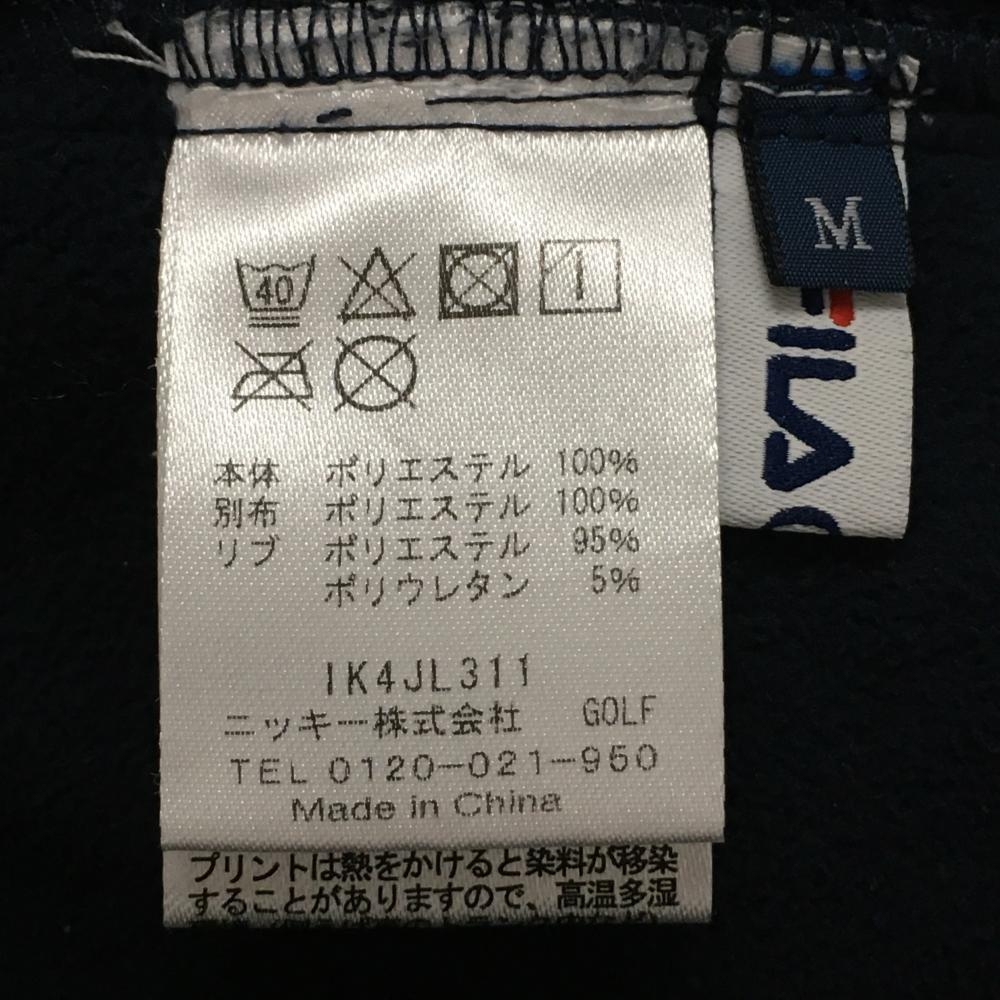 M
FILA
40
本体 ポリエステル 100%
別布 ポリエステル 100%
リブ ポリエステル 95%
ポリウレタン 5%
IK4JL311
ニッキー株式会社 GOLF
TEL 0120-021-950
Made in China
プリントは熱をかけると染料が移染
することがありますので、高温多湿